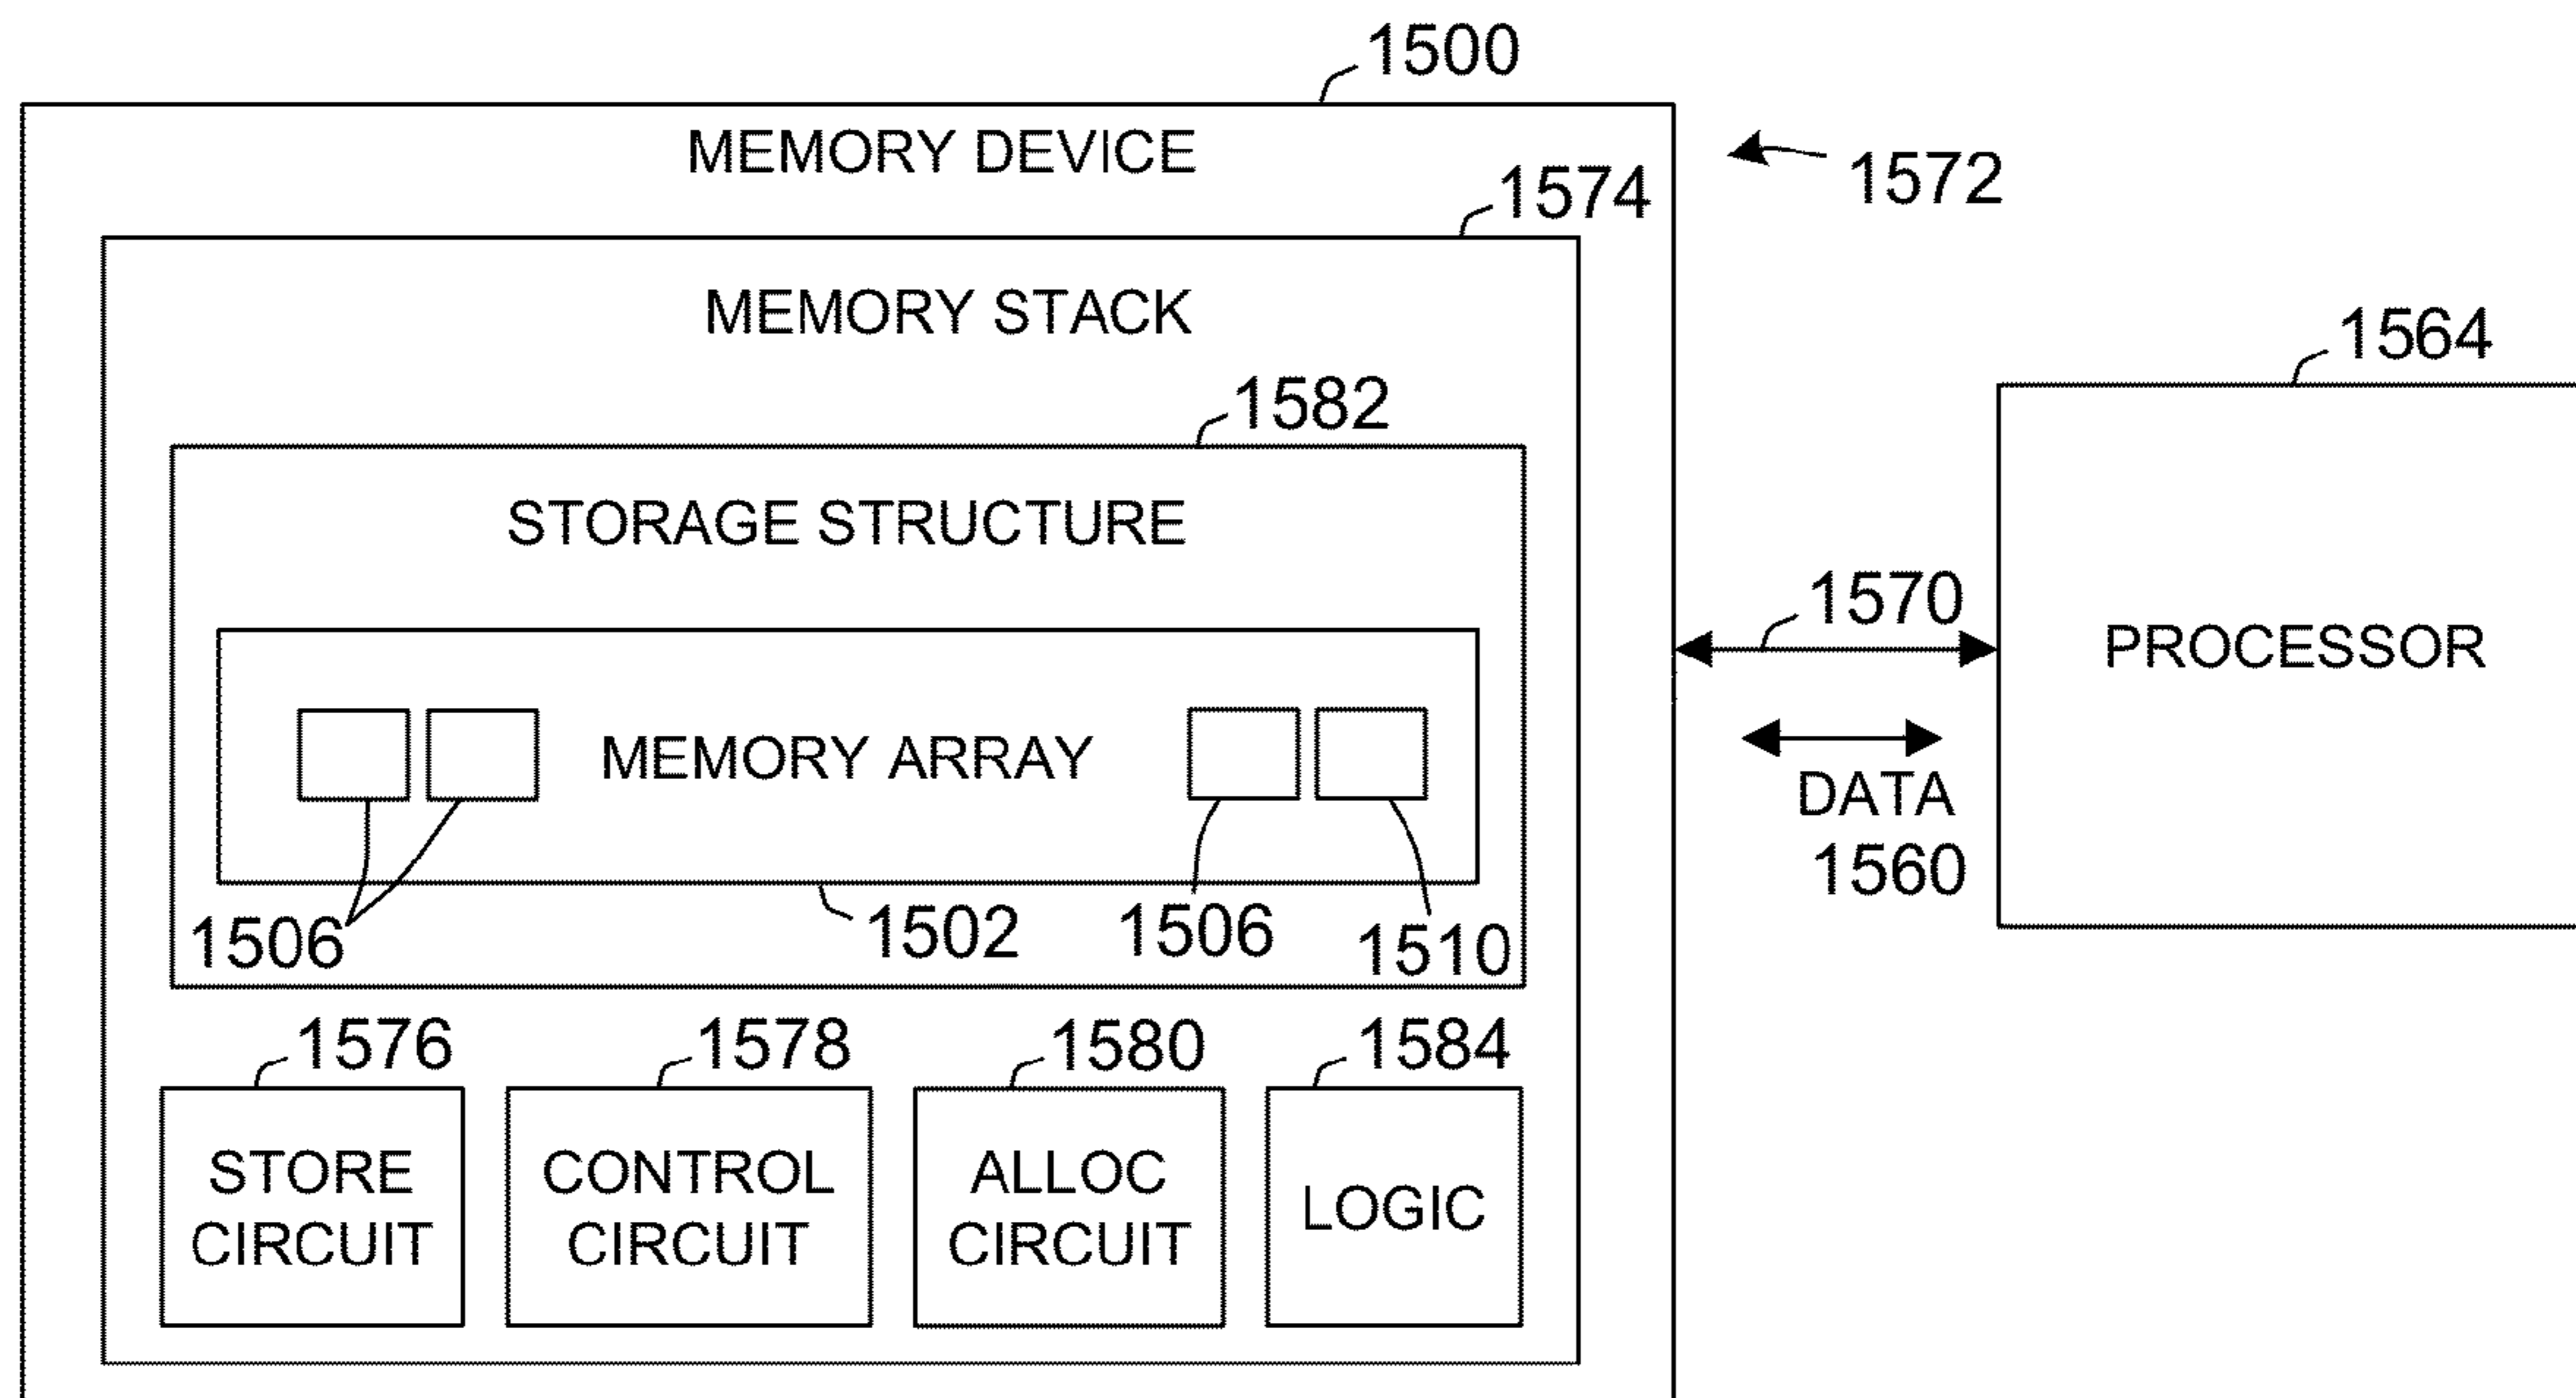 1500
MEMORY DEVICE
1572
1574
MEMORY STACK
1564
1582
STORAGE STRUCTURE
1570
PROCESSOR
MEMORY ARRAY
DATA
1560
1506
1502
1506
1510
1576
1578
1580
1584
STORE
CIRCUIT
CONTROL
CIRCUIT
ALLOC
CIRCUIT
LOGIC